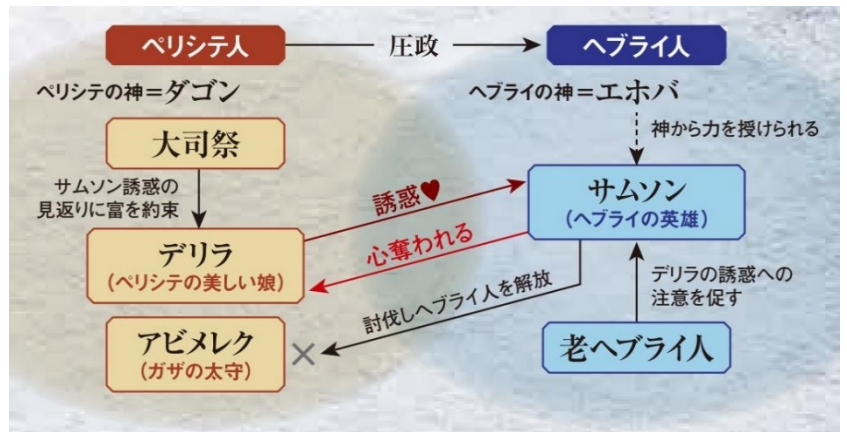 ペリシテ人
圧政
ヘブライ人
ペリシテの神=ダゴン
ヘブライの神=エホバ
神から力を授けられる
大司祭
サムソン誘惑の
見返りに富を約束
誘惑♥
サムソン
(ヘブライの英雄)
デリラ
(ペリシテの美しい娘)
心奪われる
討伐しヘブライ人を解放
デリラの誘惑への
注意を促す
アビメレク
(ガザの太守)
×
老ヘブライ人